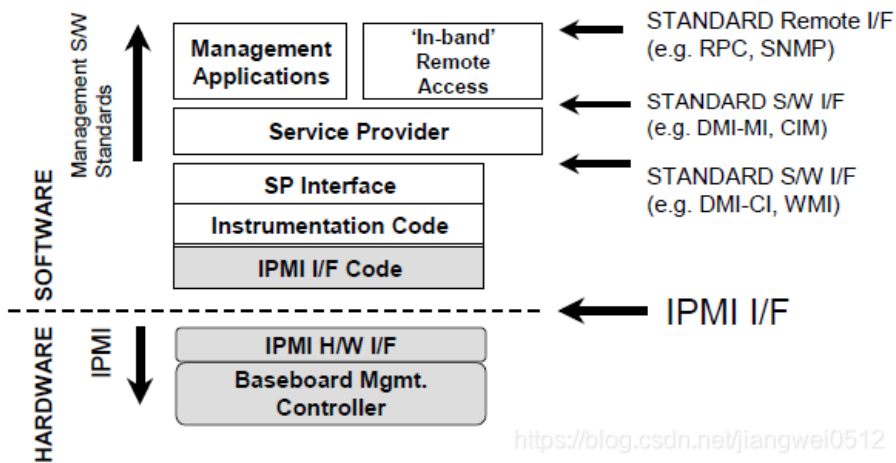 Management S/W
Standards
Management
Applications
‘In-band’
Remote
Access
STANDARD Remote I/F
(e.g. RPC, SNMP)
Service Provider
STANDARD S/W I/F
(e.g. DMI-MI, CIM)
SP Interface
STANDARD S/W I/F
(e.g. DMI-CI, WMI)
Instrumentation Code
IPMI I/F Code
SOFTWARE
IPMI I/F
HARDWARE
IPMI
IPMI H/W I/F
Baseboard Mgmt.
Controller
https://blog.csdn.net/jiangwei0512